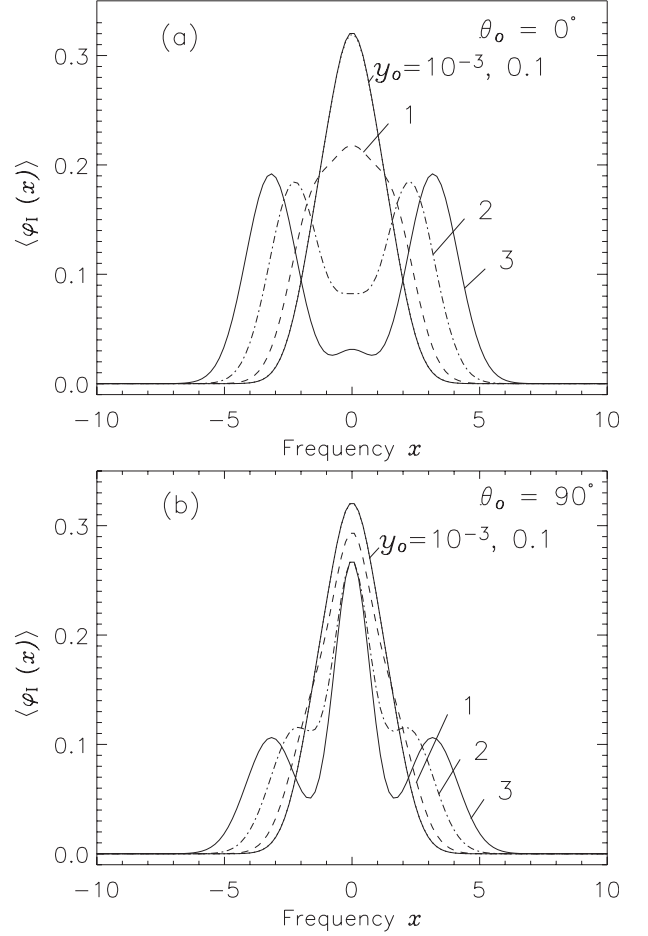 (a)
θₒ = 0°
yₒ=10⁻³, 0.1
1
2
3
0.3
0.2
0.1
0.0
⟨φ_I (x)⟩
−10 −5 0 5 10
Frequency x
(b)
θₒ = 90°
yₒ=10⁻³, 0.1
1
2
3
0.3
0.2
0.1
0.0
⟨φ_I (x)⟩
−10 −5 0 5 10
Frequency x